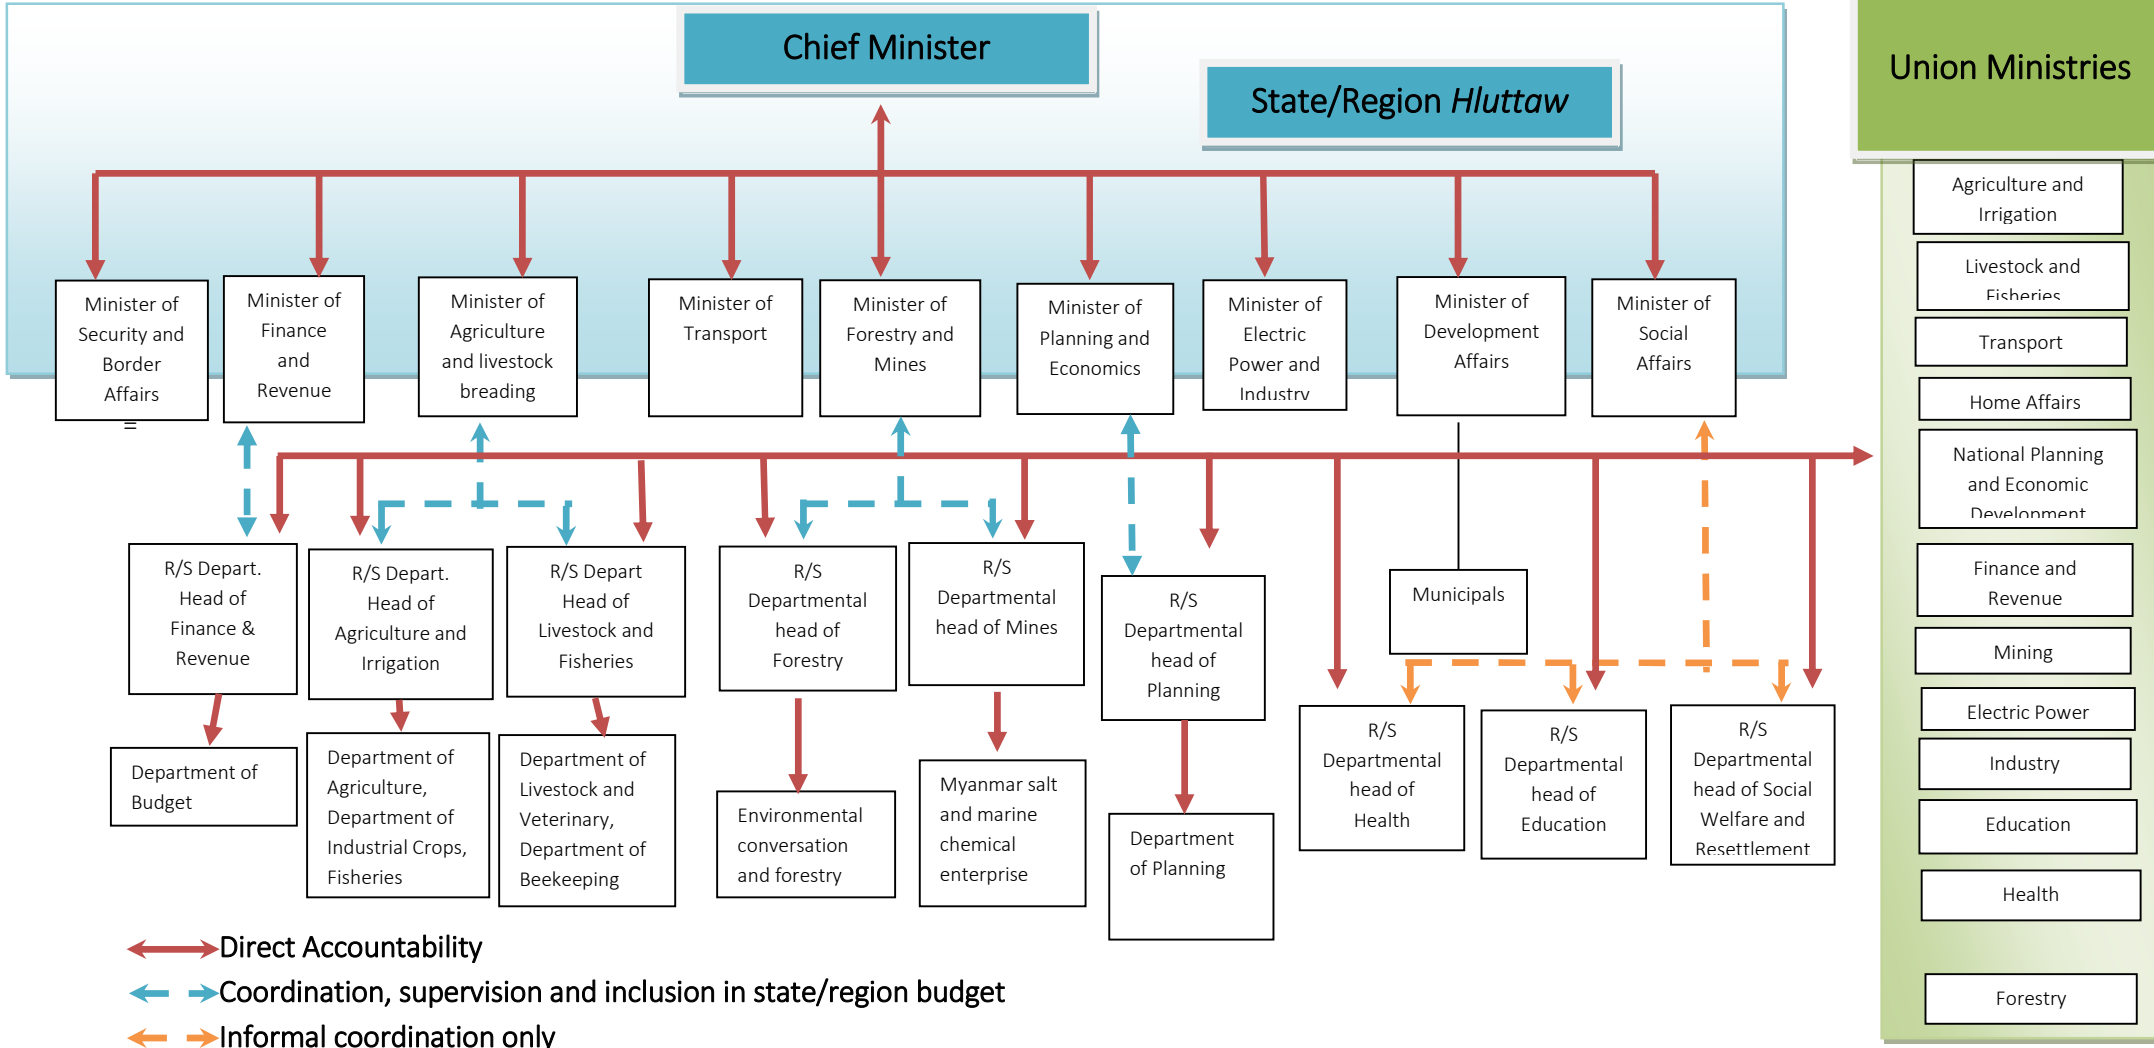 Chief Minister
State/Region Hluttaw
Union Ministries
Minister of
Security and
Border
Affairs
=
Minister of
Finance
and
Revenue
Minister of
Agriculture
and livestock
breading
Minister of
Transport
Minister of
Forestry and
Mines
Minister of
Planning and
Economics
Minister of
Electric
Power and
Industry
Minister of
Development
Affairs
Minister of
Social
Affairs
R/S Depart.
Head of
Finance &
Revenue
R/S Depart.
Head of
Agriculture and
Irrigation
R/S Depart
Head of
Livestock and
Fisheries
R/S
Departmental
head of
Forestry
R/S
Departmental
head of Mines
R/S
Departmental
head of
Planning
Municipals
R/S
Departmental
head of
Health
R/S
Departmental
head of
Education
R/S
Departmental
head of Social
Welfare and
Resettlement
Department of
Budget
Department of
Agriculture,
Department of
Industrial Crops,
Fisheries
Department of
Livestock and
Veterinary,
Department of
Beekeeping
Environmental
conversation
and forestry
Myanmar salt
and marine
chemical
enterprise
Department
of Planning
Agriculture and
Irrigation
Livestock and
Fisheries
Transport
Home Affairs
National Planning
and Economic
Development
Finance and
Revenue
Mining
Electric Power
Industry
Education
Health
Forestry
Direct Accountability
Coordination, supervision and inclusion in state/region budget
Informal coordination only